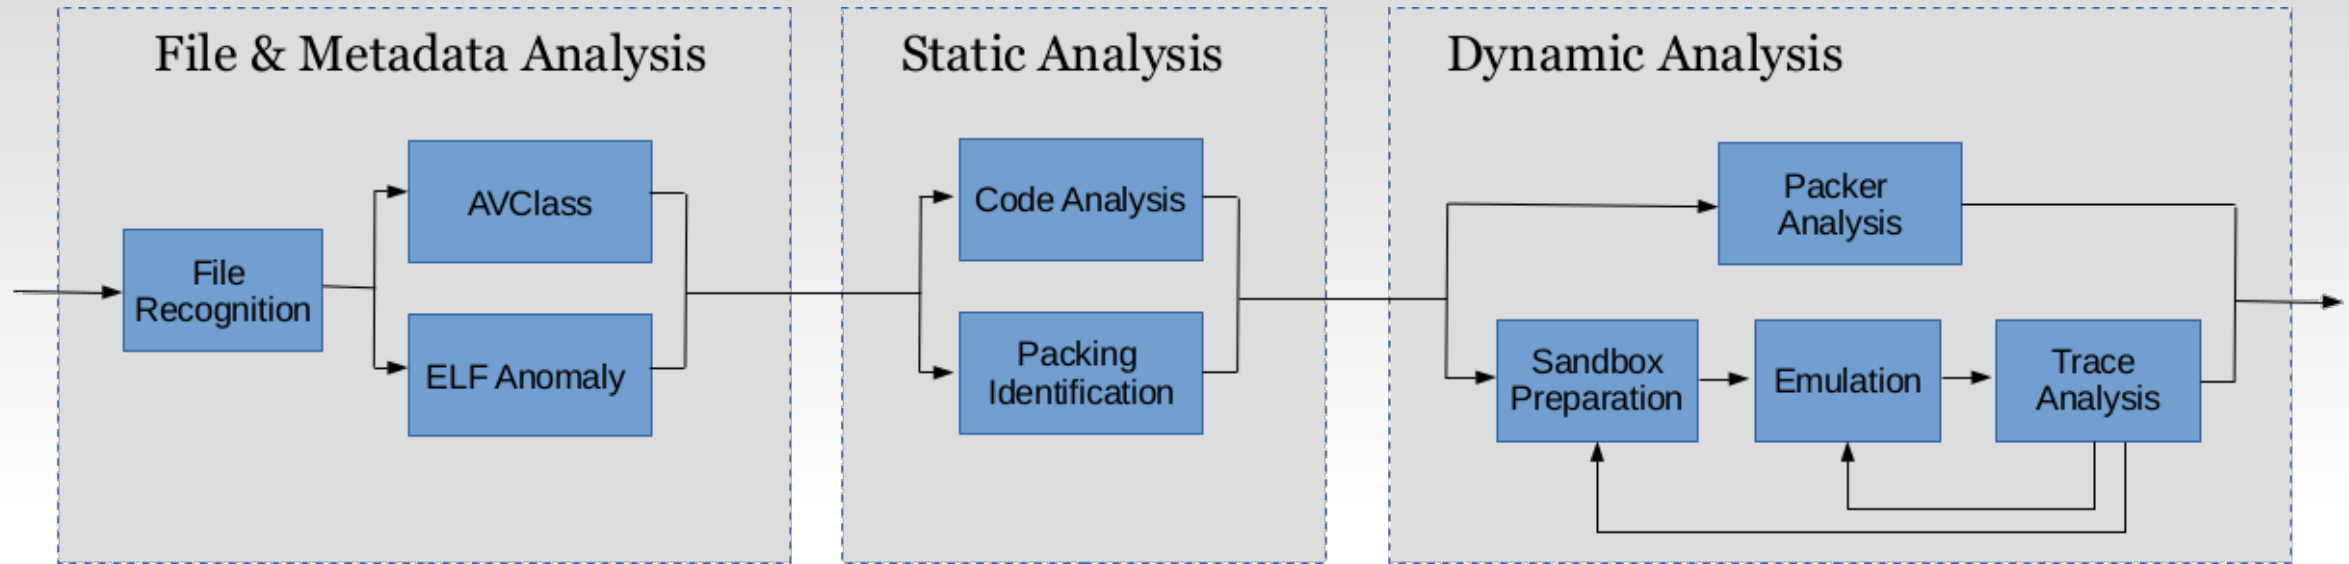 File & Metadata Analysis
Static Analysis
Dynamic Analysis
File
Recognition
AVClass
ELF Anomaly
Code Analysis
Packing
Identification
Packer
Analysis
Sandbox
Preparation
Emulation
Trace
Analysis